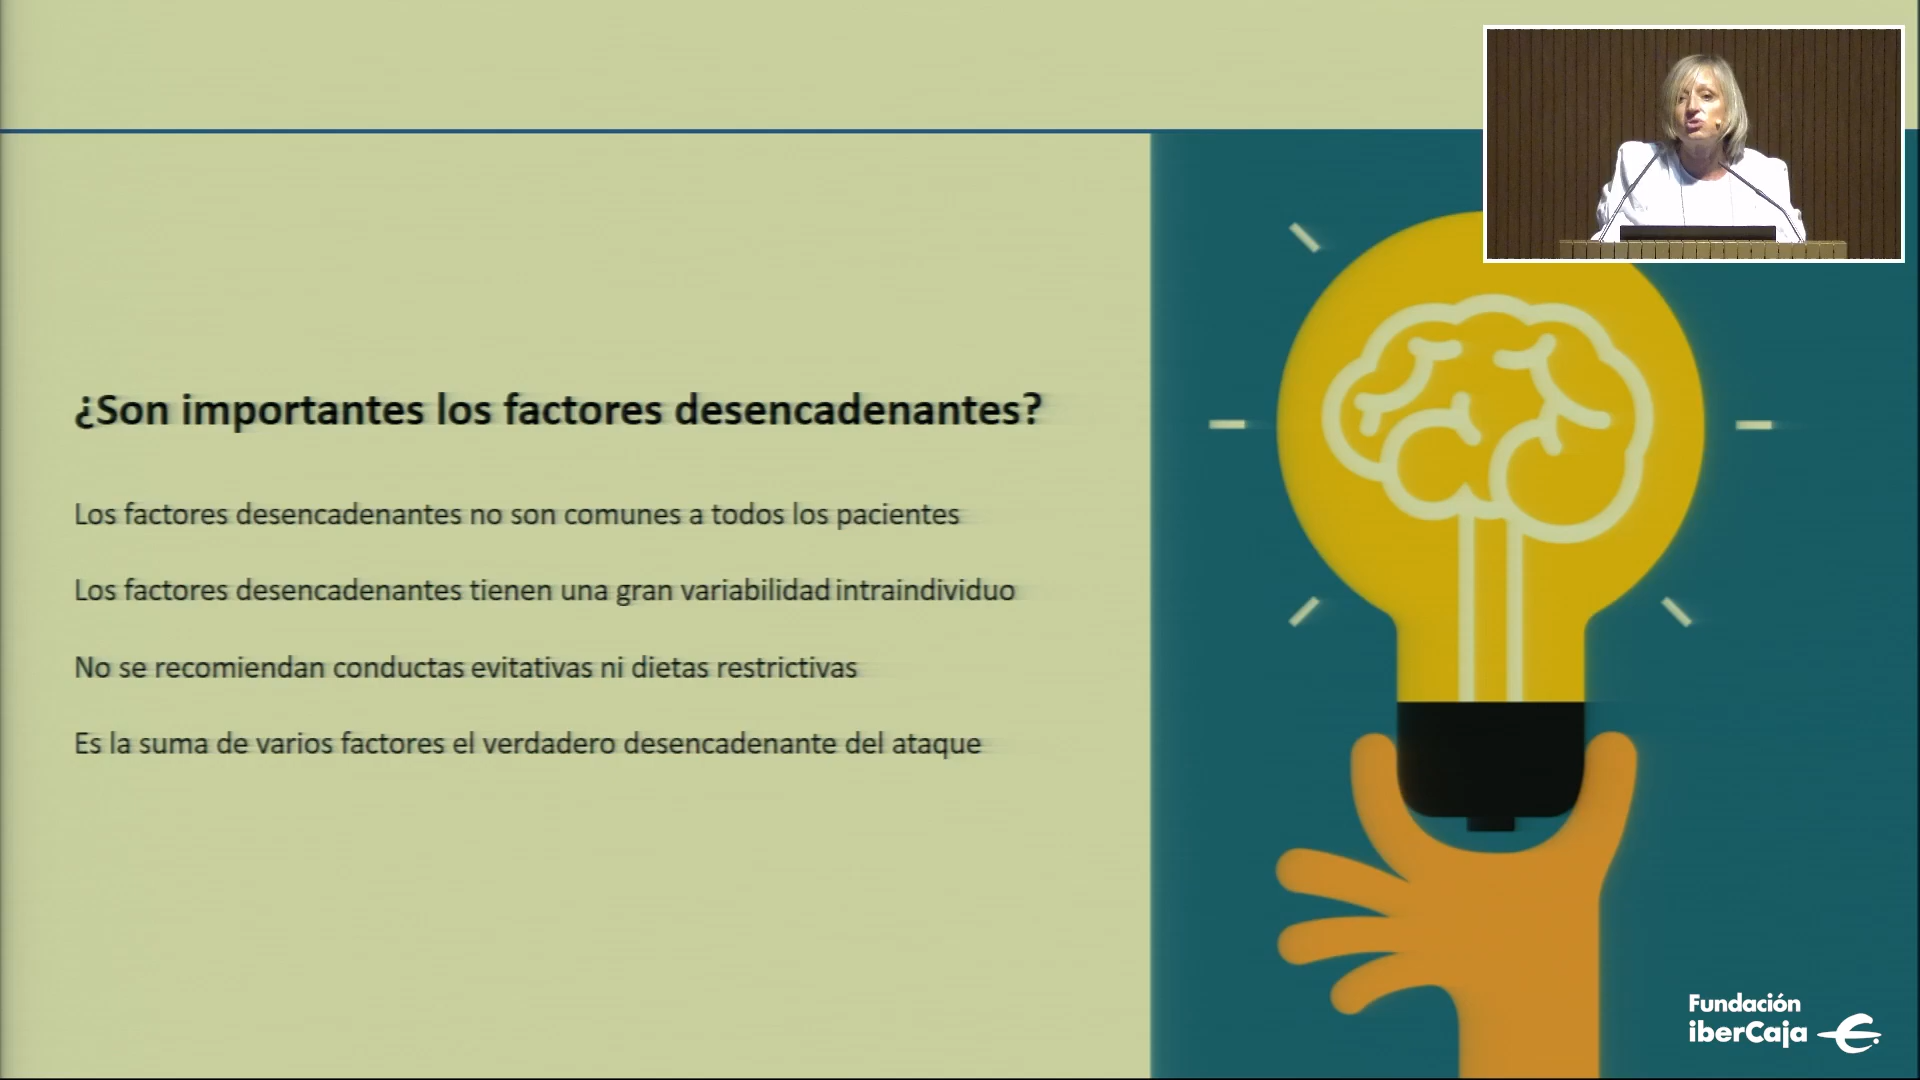 ¿Son importantes los factores desencadenantes?
Los factores desencadenantes no son comunes a todos los pacientes
Los factores desencadenantes tienen una gran variabilidad intraindividuo
No se recomiendan conductas evitativas ni dietas restrictivas
Es la suma de varios factores el verdadero desencadenante del ataque
Fundación
iberCaja